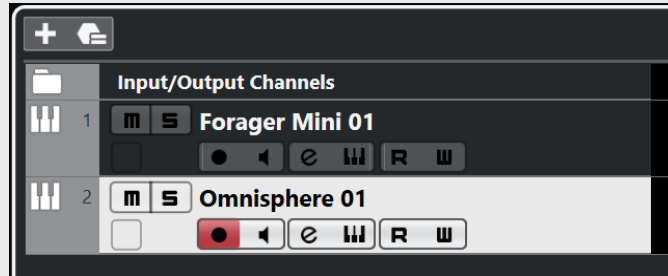 Input/Output Channels
1 m S Forager Mini 01
e R W
2 m S Omnisphere 01
e R W